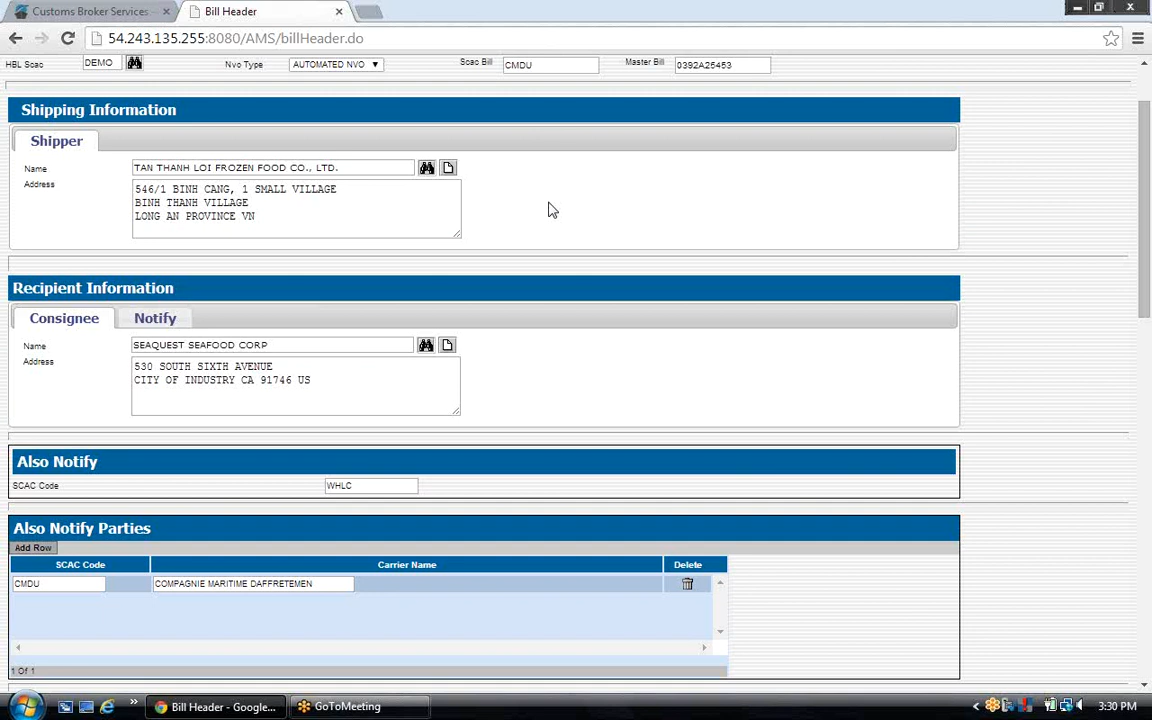 Customs Broker Services
Bill Header
54.243.135.255:8080/AMS/billHeader.do
HBL Scac DEMO Nvo Type AUTOMATED NVO Scac Bill CMDU Master Bill 0392A25453
Shipping Information
Shipper
Name TAN THANH LOI FROZEN FOOD CO., LTD.
Address 546/1 BINH CANG, 1 SMALL VILLAGE
BINH THANH VILLAGE
LONG AN PROVINCE VN
Recipient Information
Consignee Notify
Name SEAQUEST SEAFOOD CORP
Address 530 SOUTH SIXTH AVENUE
CITY OF INDUSTRY CA 91746 US
Also Notify
SCAC Code WHLC
Also Notify Parties
Add Row
SCAC Code Carrier Name Delete
CMDU COMPAGNIE MARITIME DAFFRETEMEN
1 Of 1
Bill Header - Google... GoToMeeting 3:30 PM